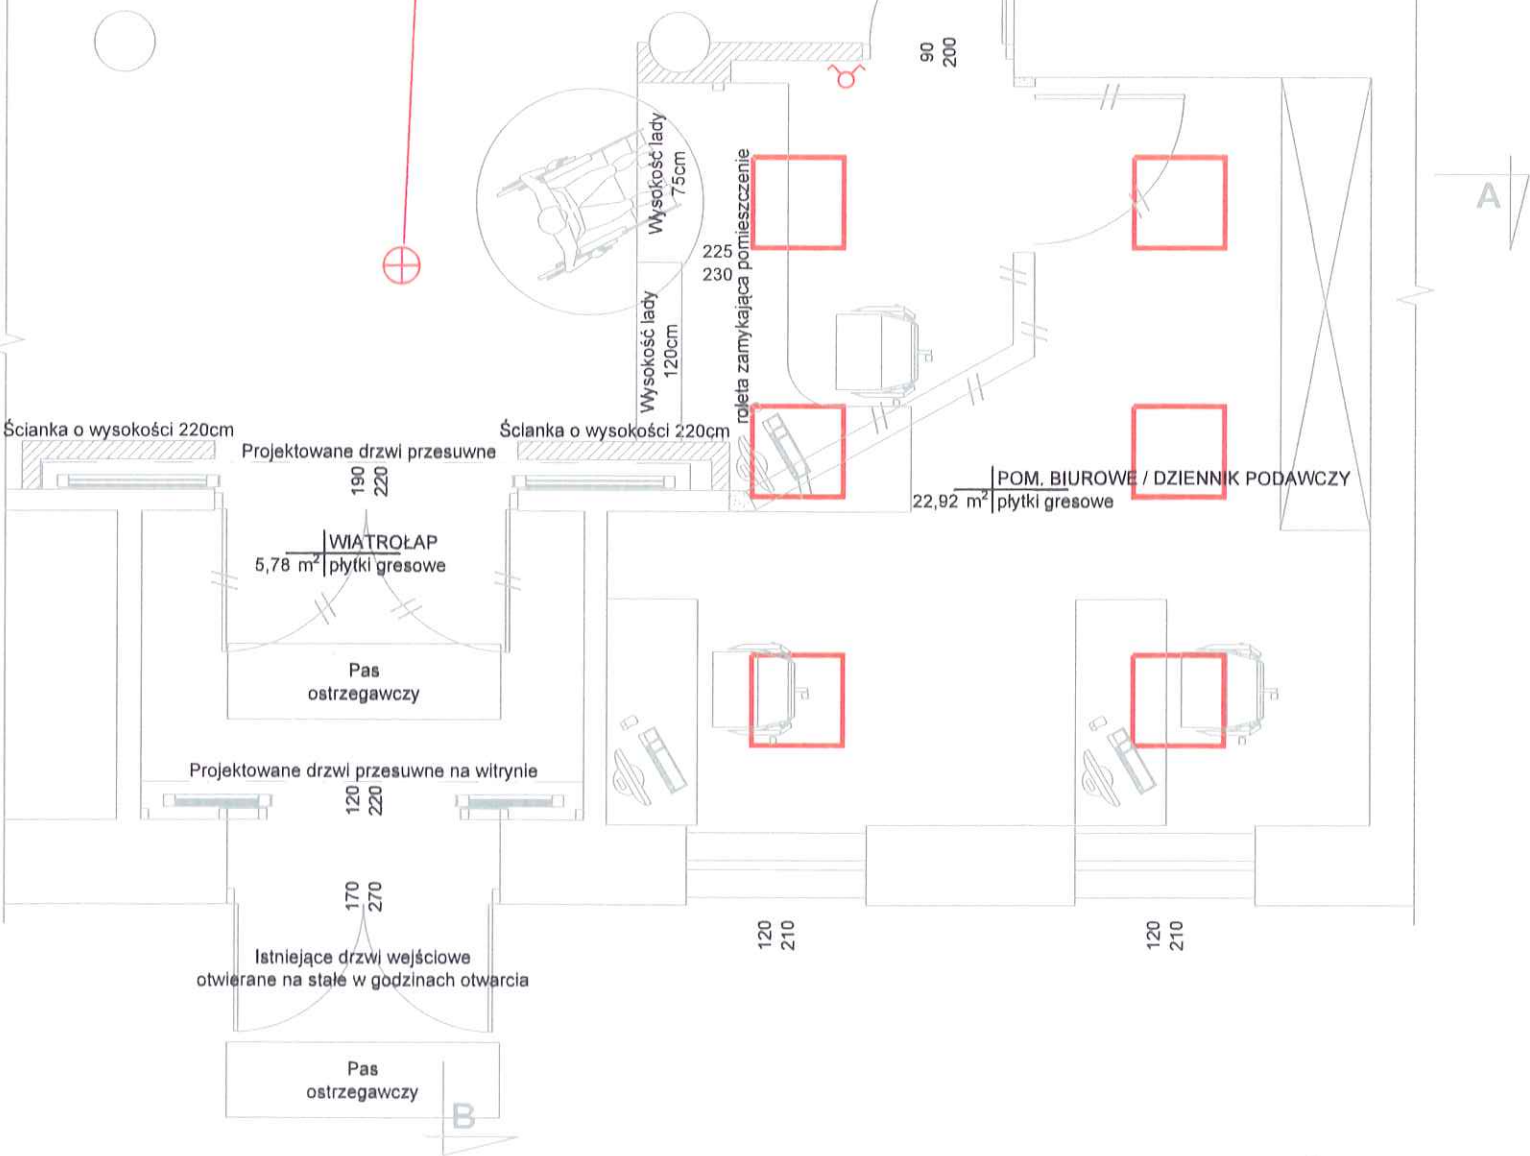 90
200
A
Wysokość lady
75cm
roleta zamykająca pomieszczenie
225
230
Wysokość lady
120cm
Ścianka o wysokości 220cm
Ścianka o wysokości 220cm
Projektowane drzwi przesuwne
190
220
POM. BIUROWE / DZIENNIK PODAWCZY
22,92 m² płytki gresowe
WIATROŁAP
5,78 m² płytki gresowe
Pas
ostrzegawczy
Projektowane drzwi przesuwne na witrynie
120
220
170
270
120
210
120
210
Istniejące drzwi wejściowe
otwierane na stałe w godzinach otwarcia
Pas
ostrzegawczy
B